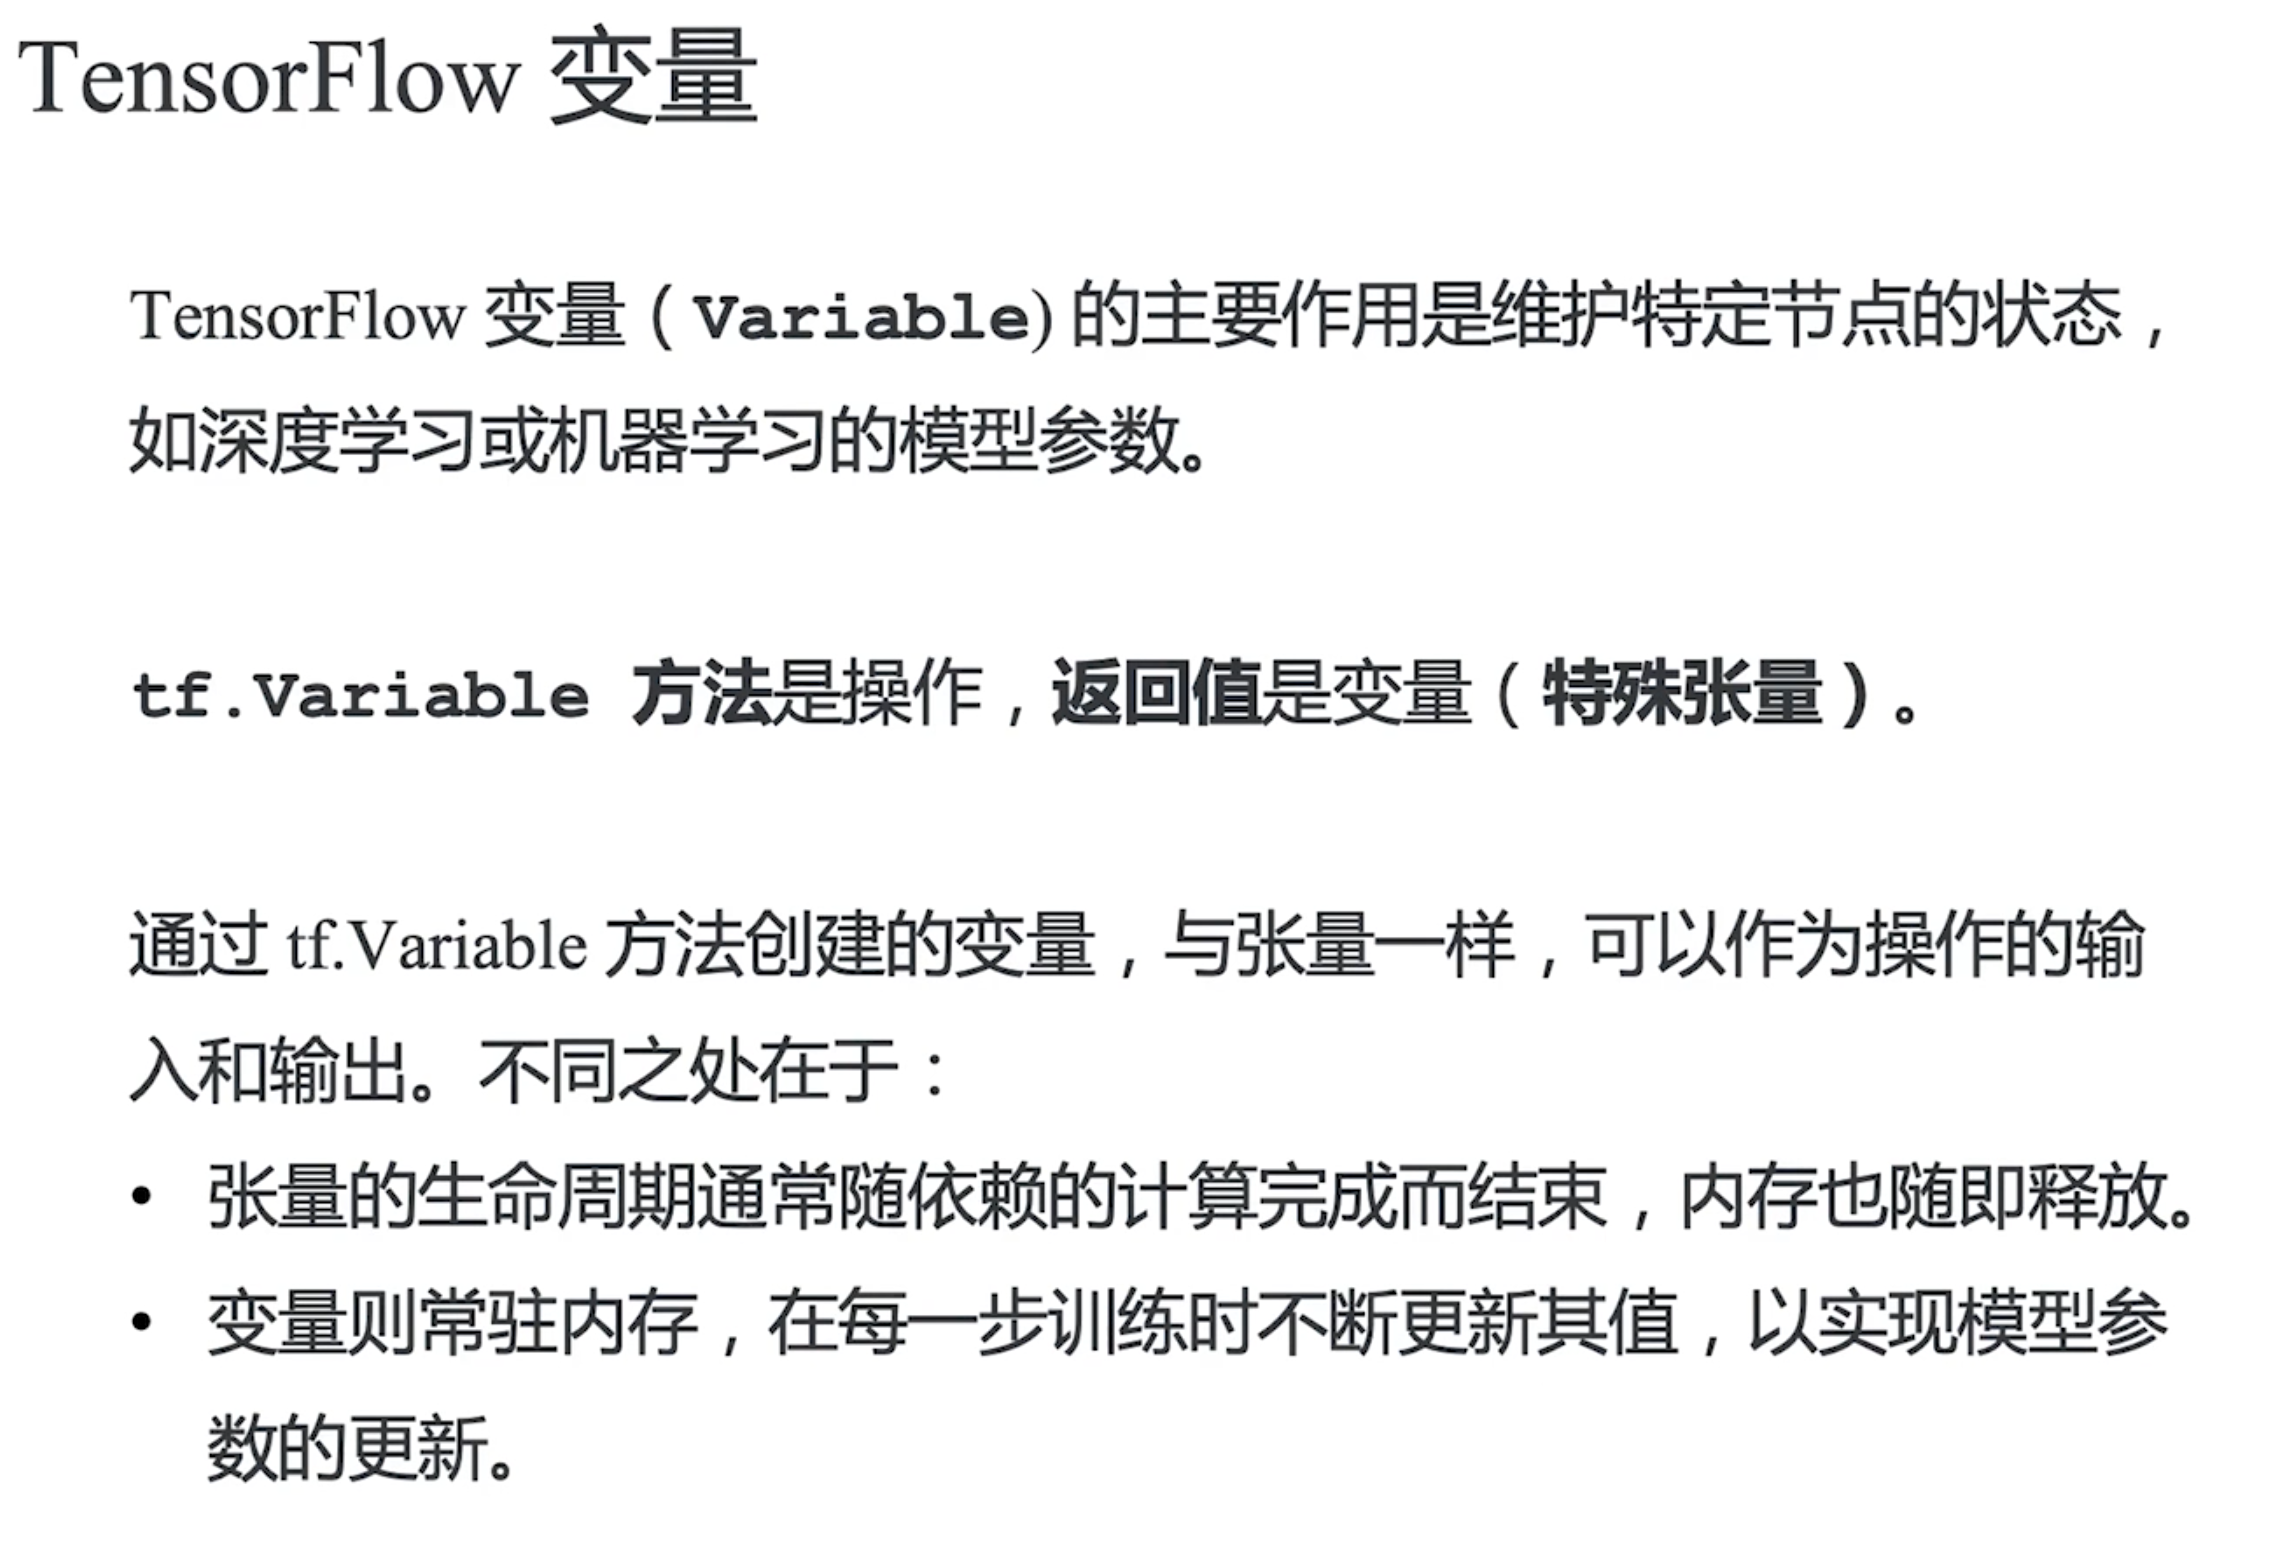 TensorFlow 变量
TensorFlow 变量（Variable) 的主要作用是维护特定节点的状态，
如深度学习或机器学习的模型参数。
tf.Variable 方法是操作，返回值是变量（特殊张量）。
通过 tf.Variable 方法创建的变量，与张量一样，可以作为操作的输
入和输出。不同之处在于：
• 张量的生命周期通常随依赖的计算完成而结束，内存也随即释放。
• 变量则常驻内存，在每一步训练时不断更新其值，以实现模型参
数的更新。